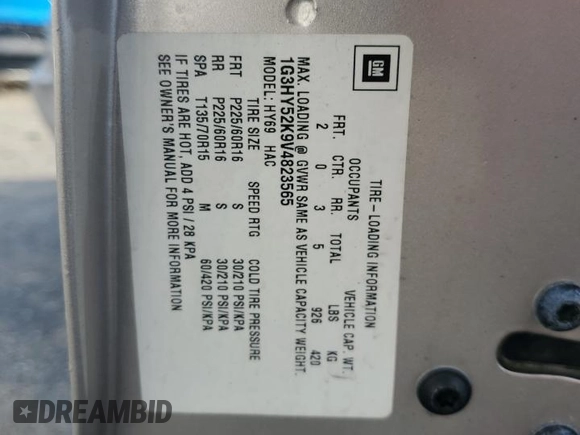 GM
TIRE-LOADING INFORMATION
OCCUPANTS VEHICLE CAP. WT.
FRT. CTR. RR. TOTAL LBS KG
2 0 3 5 926 420
MAX. LOADING @ GVWR SAME AS VEHICLE CAPACITY WEIGHT.
1G3HY52K9V4823565
MODEL: HY69 HAC
TIRE SIZE SPEED RTG COLD TIRE PRESSURE
FRT P225/60R16 S 30/210 PSI/KPA
RR P225/60R16 S 30/210 PSI/KPA
SPA T135/70R15 M 60/420 PSI/KPA
IF TIRES ARE HOT, ADD 4 PSI / 28 KPA
SEE OWNER'S MANUAL FOR MORE INFORMATION
DREAMBID